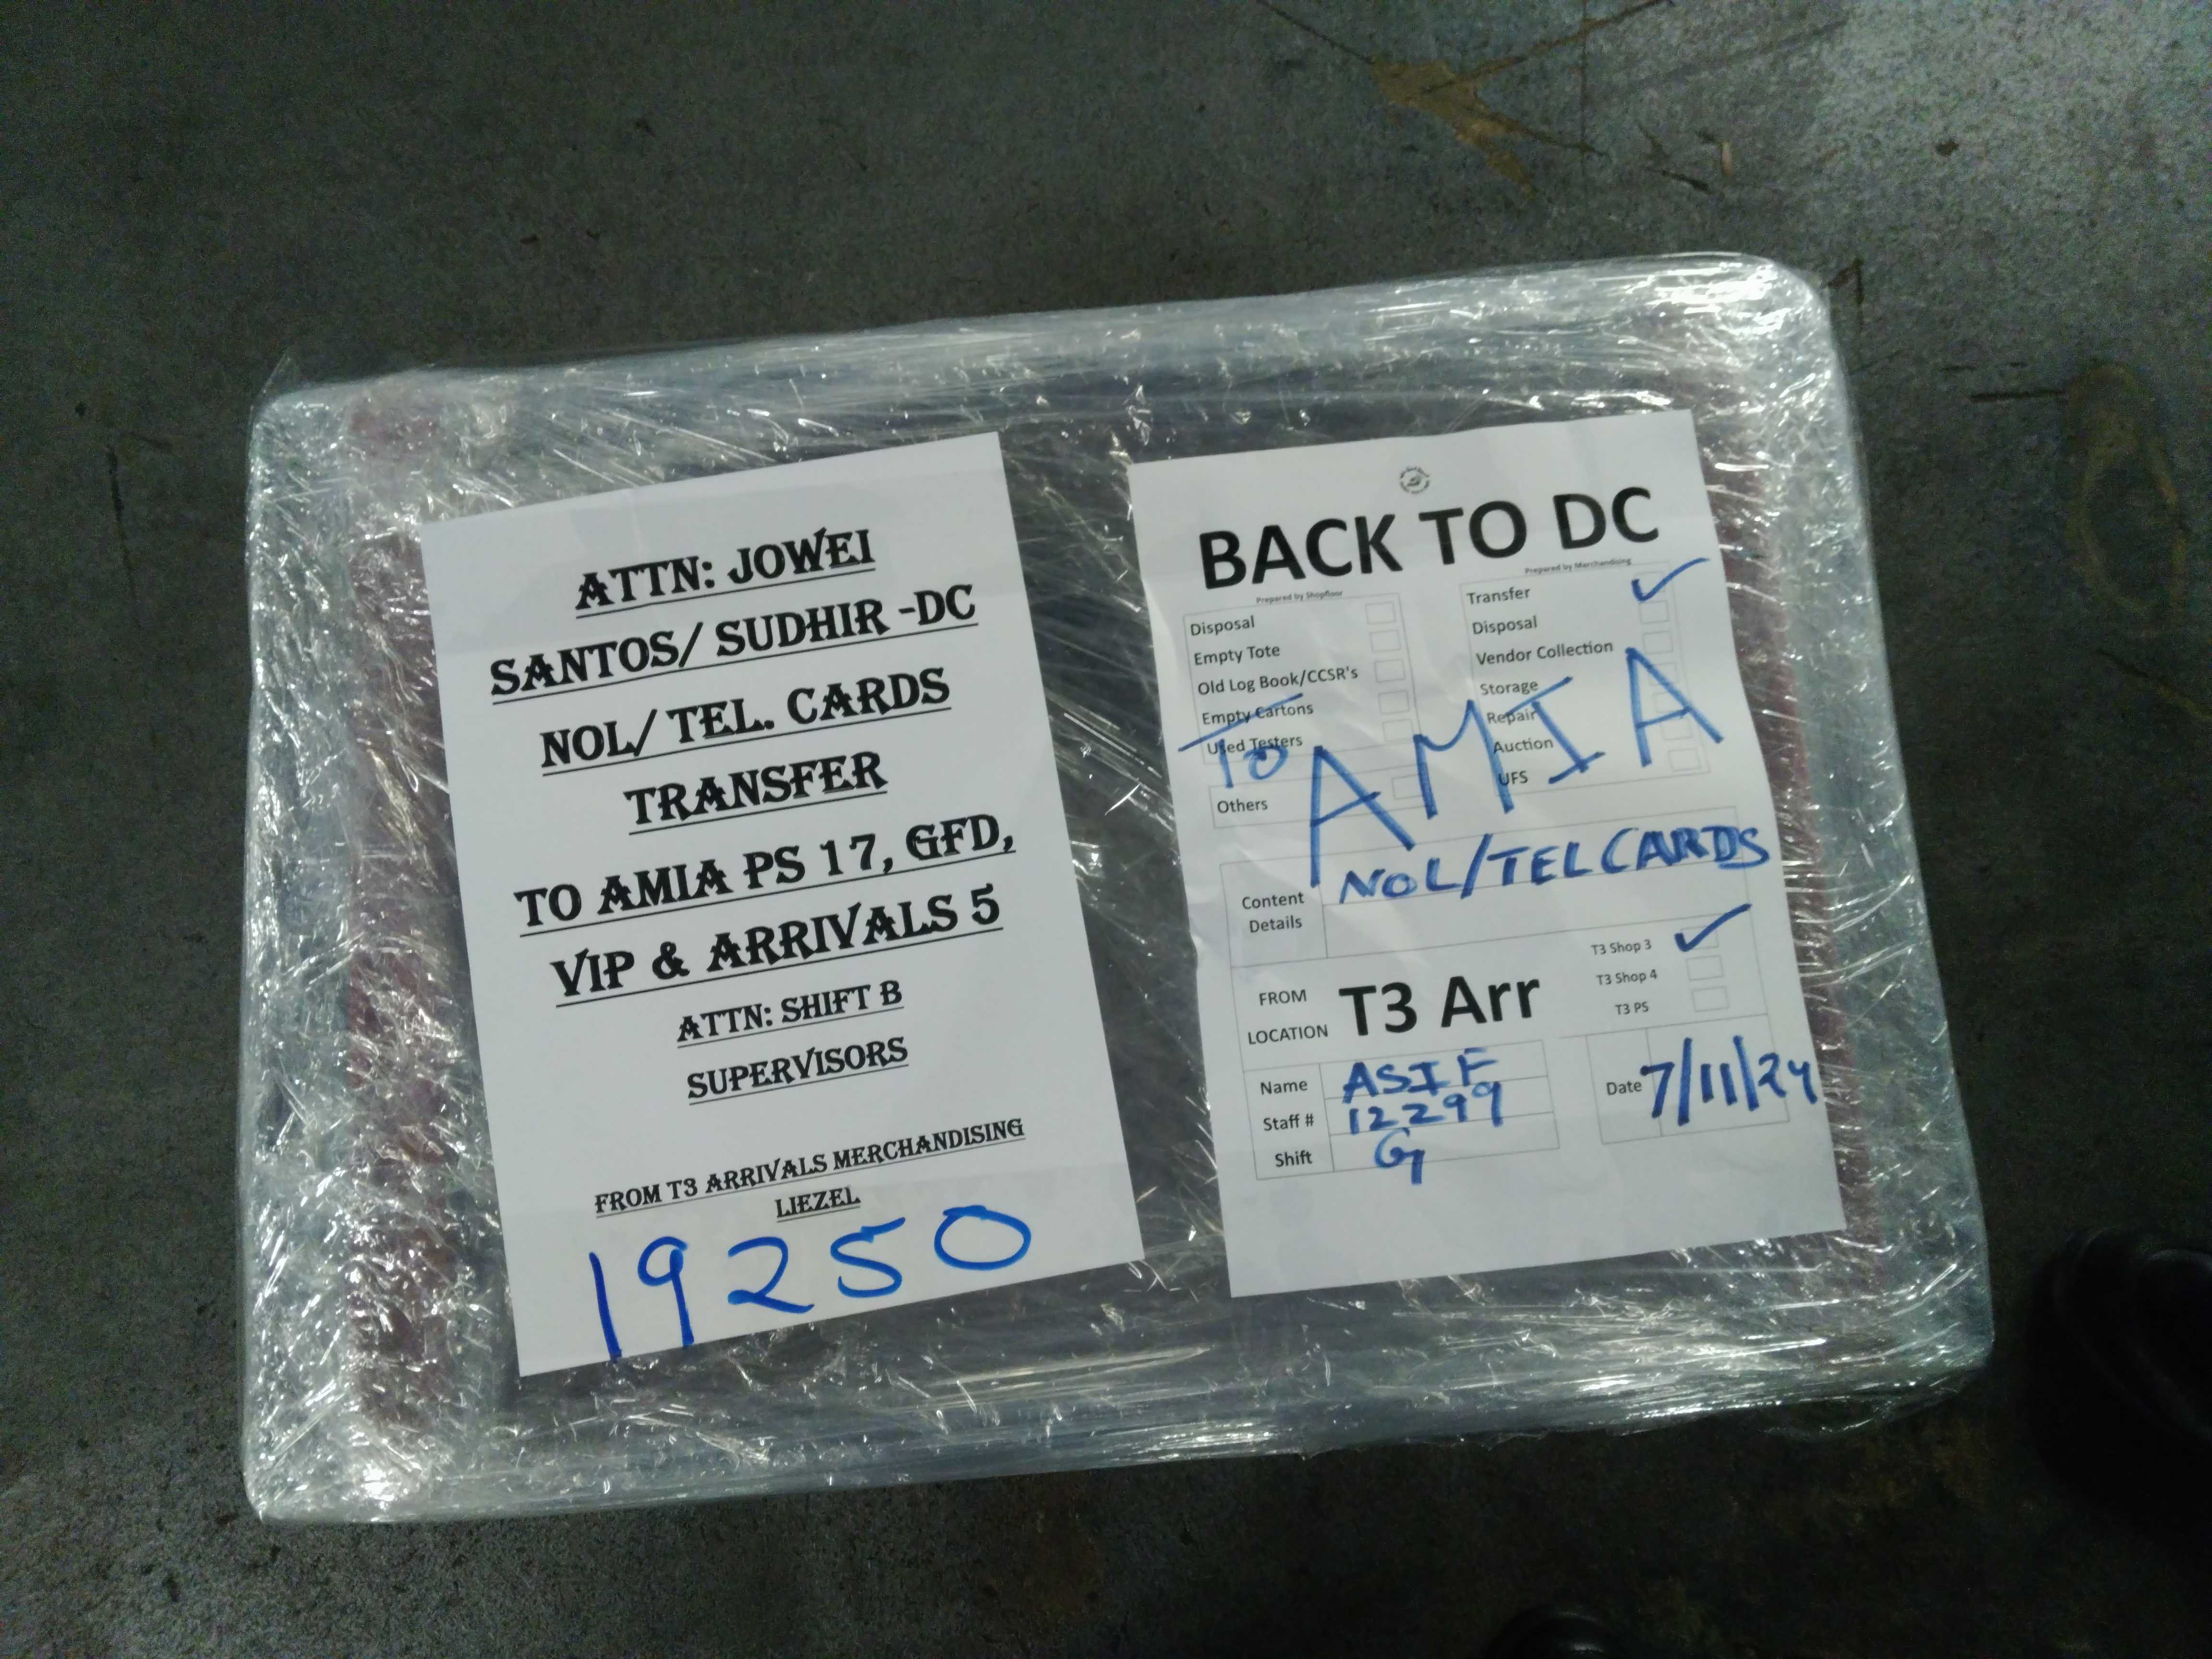 ATTN: JOWEI
SANTOS/ SUDHIR -DC
NOL/ TEL. CARDS
TRANSFER
TO AMIA PS 17, GFD,
VIP & ARRIVALS 5
ATTN: SHIFT B
SUPERVISORS
FROM T3 ARRIVALS MERCHANDISING
LIEZEL
19250
BACK TO DC
Prepared by Shopfloor
Disposal
Empty Tote
Old Log Book/CCSR's
Empty Cartons
Used Testers
Others
Prepared by Merchandising
Transfer ✓
Disposal
Vendor Collection
Storage
Repair
Auction
UFS
To AMIA
Content
Details
NOL/TEL CARDS
FROM
LOCATION
T3 Arr
T3 Shop 3 ✓
T3 Shop 4
T3 PS
Name ASIF
Staff # 12299
Shift G
Date 7/11/24